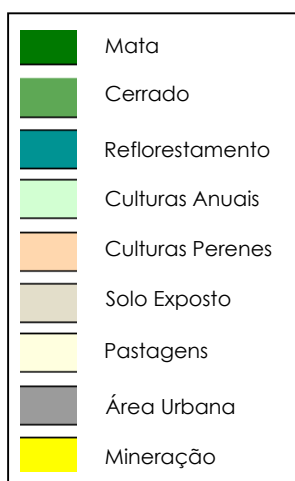 Mata
Cerrado
Reflorestamento
Culturas Anuais
Culturas Perenes
Solo Exposto
Pastagens
Área Urbana
Mineração